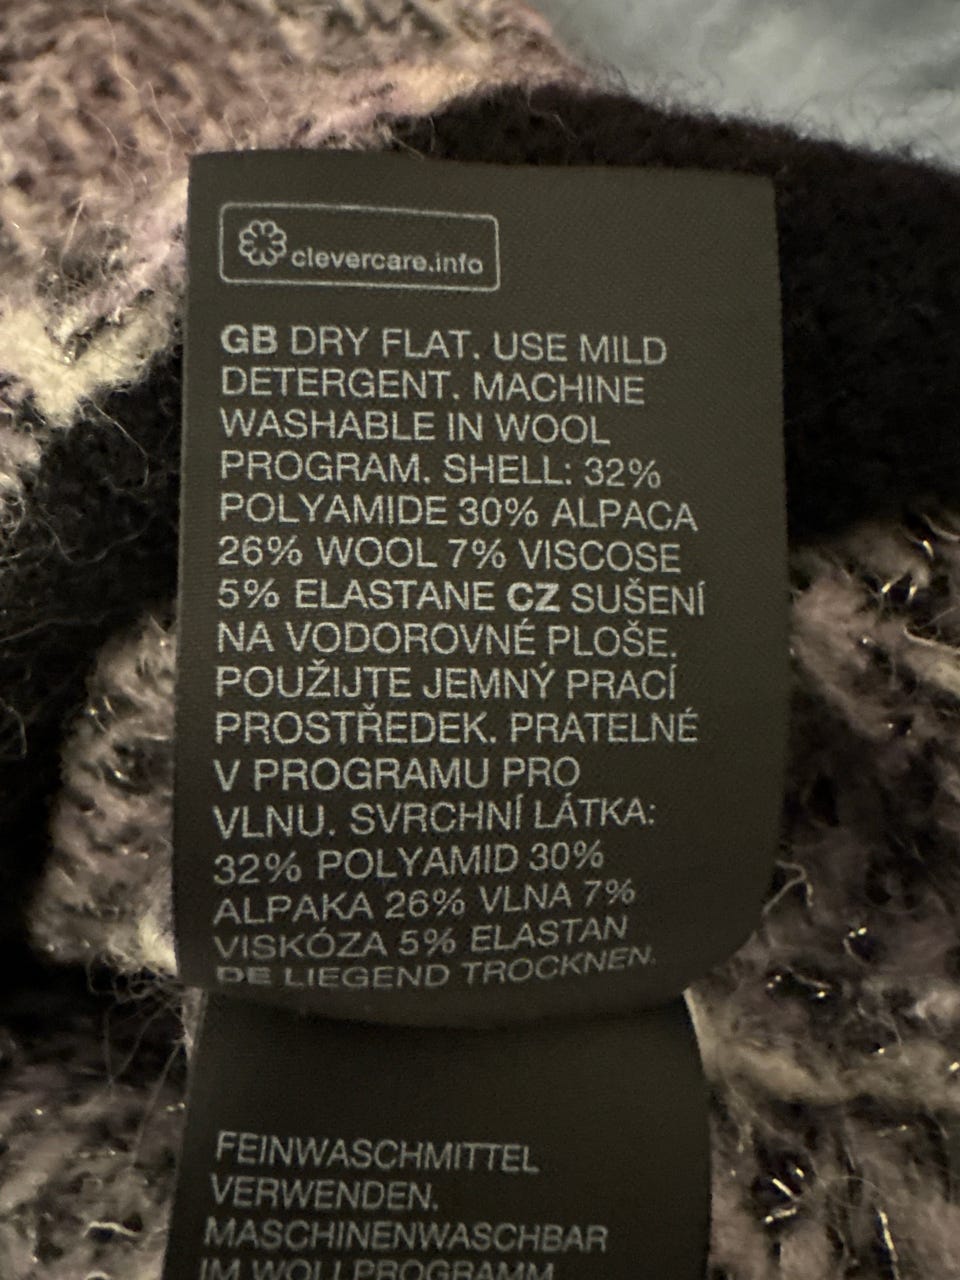 clevercare.info
GB DRY FLAT. USE MILD
DETERGENT. MACHINE
WASHABLE IN WOOL
PROGRAM. SHELL: 32%
POLYAMIDE 30% ALPACA
26% WOOL 7% VISCOSE
5% ELASTANE CZ SUŠENÍ
NA VODOROVNÉ PLOŠE.
POUŽIJTE JEMNÝ PRACÍ
PROSTŘEDEK. PRATELNÉ
V PROGRAMU PRO
VLNU. SVRCHNÍ LÁTKA:
32% POLYAMID 30%
ALPAKA 26% VLNA 7%
VISKÓZA 5% ELASTAN
DE LIEGEND TROCKNEN.
FEINWASCHMITTEL
VERWENDEN.
MASCHINENWASCHBAR
IM WOLLPROGRAMM